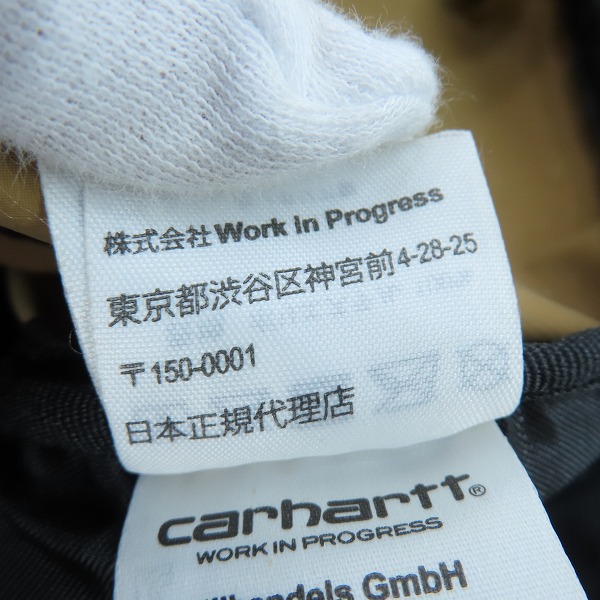 株式会社Work in Progress
東京都渋谷区神宮前4-28-25
〒150-0001
日本正規代理店
carhartt®
WORK IN PROGRESS
GmbH